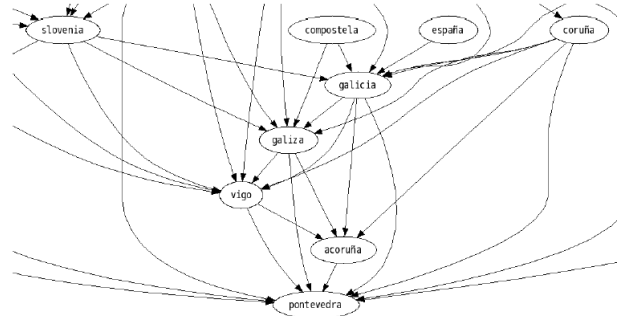 slovenia
compostela
españa
coruña
galicia
galiza
vigo
acoruña
pontevedra